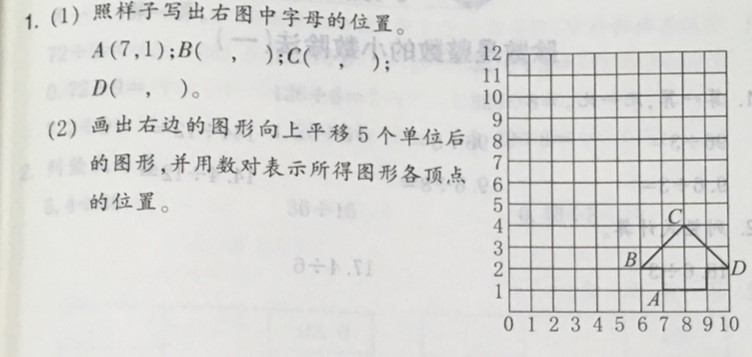 1. (1) 照样子写出右图中字母的位置。
A(7,1);B( , );C( , );
D( , )。
(2) 画出右边的图形向上平移5个单位后
的图形,并用数对表示所得图形各顶点
的位置。
12
11
10
9
8
7
6
5
4
3
2
1
C
B
D
A
0 1 2 3 4 5 6 7 8 9 10